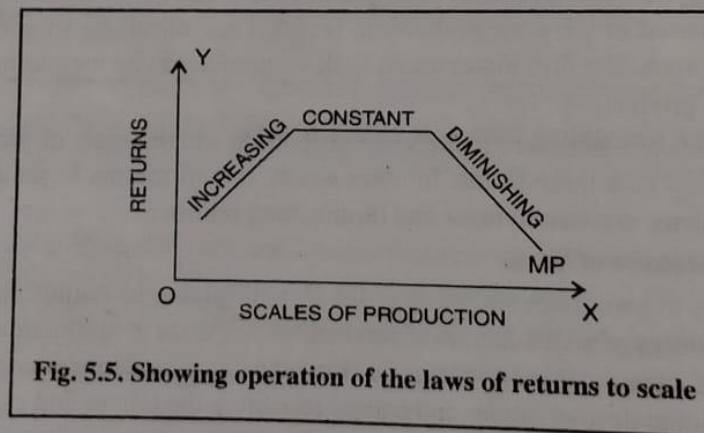 Y
RETURNS
INCREASING
CONSTANT
DIMINISHING
MP
O
X
SCALES OF PRODUCTION
Fig. 5.5. Showing operation of the laws of returns to scale